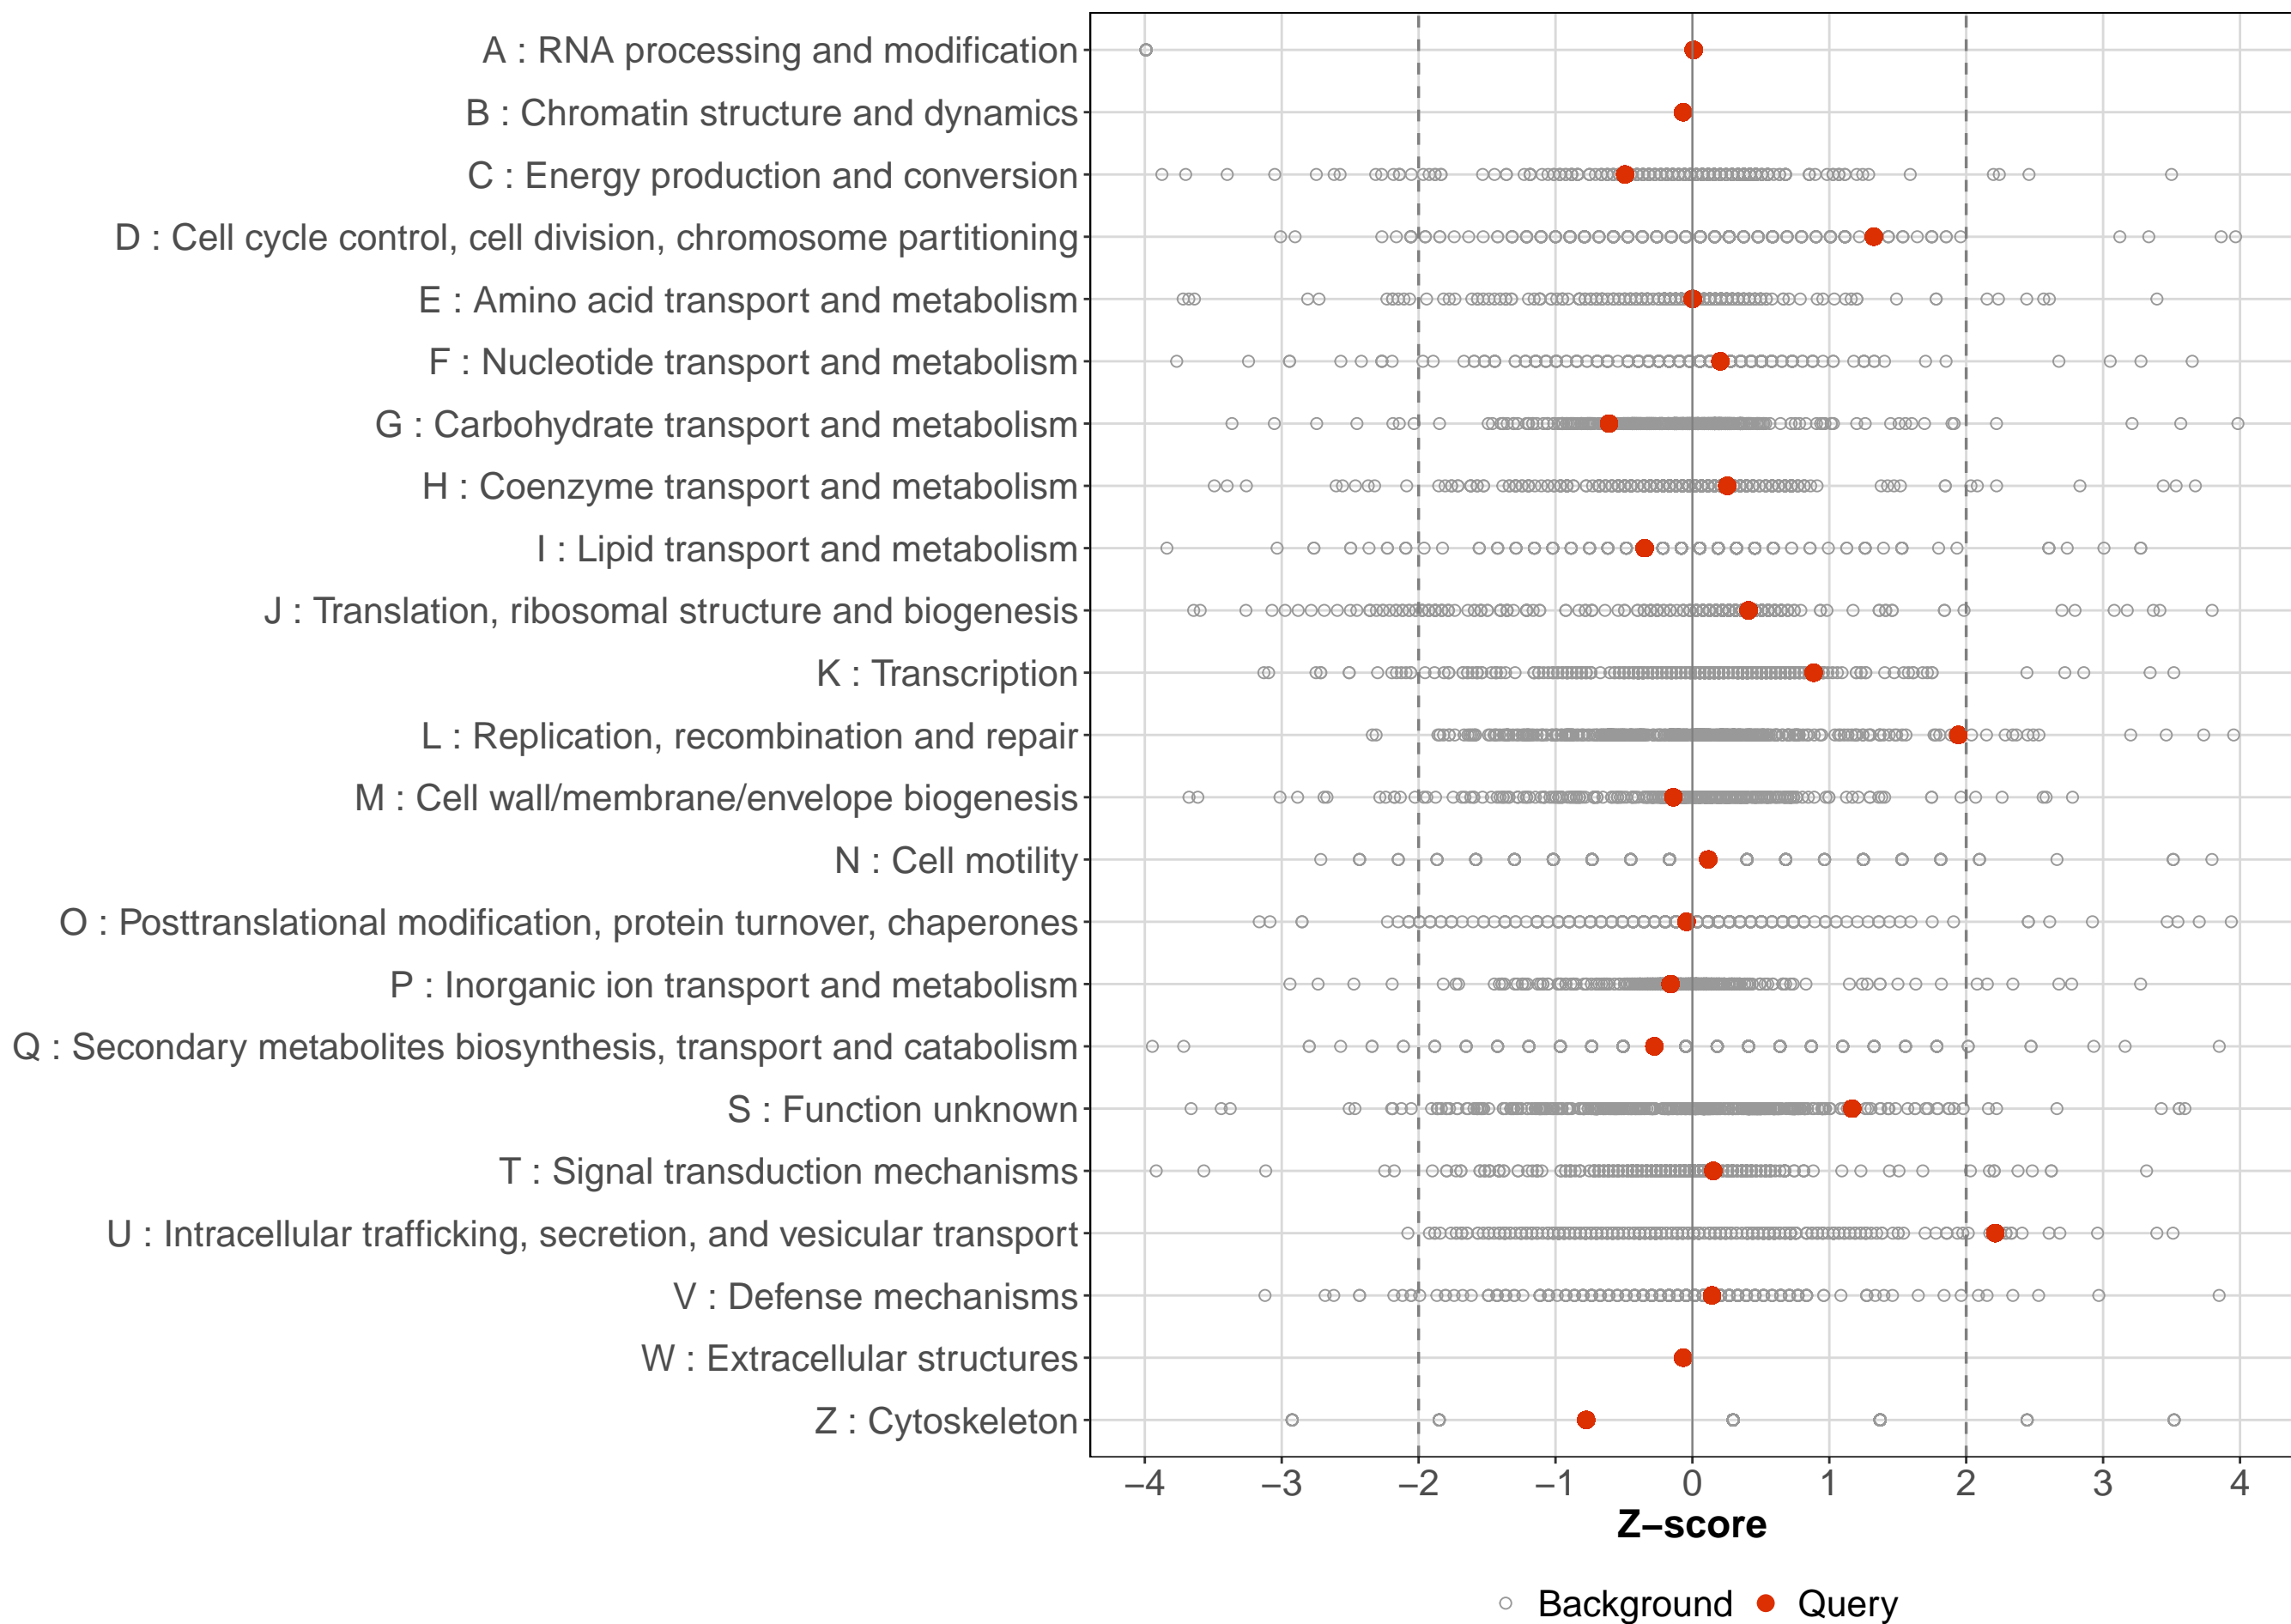 A : RNA processing and modification
B : Chromatin structure and dynamics
C : Energy production and conversion
D : Cell cycle control, cell division, chromosome partitioning
E : Amino acid transport and metabolism
F : Nucleotide transport and metabolism
G : Carbohydrate transport and metabolism
H : Coenzyme transport and metabolism
I : Lipid transport and metabolism
J : Translation, ribosomal structure and biogenesis
K : Transcription
L : Replication, recombination and repair
M : Cell wall/membrane/envelope biogenesis
N : Cell motility
O : Posttranslational modification, protein turnover, chaperones
P : Inorganic ion transport and metabolism
Q : Secondary metabolites biosynthesis, transport and catabolism
S : Function unknown
T : Signal transduction mechanisms
U : Intracellular trafficking, secretion, and vesicular transport
V : Defense mechanisms
W : Extracellular structures
Z : Cytoskeleton
−4 −3 −2 −1 0 1 2 3 4
Z−score
Background Query